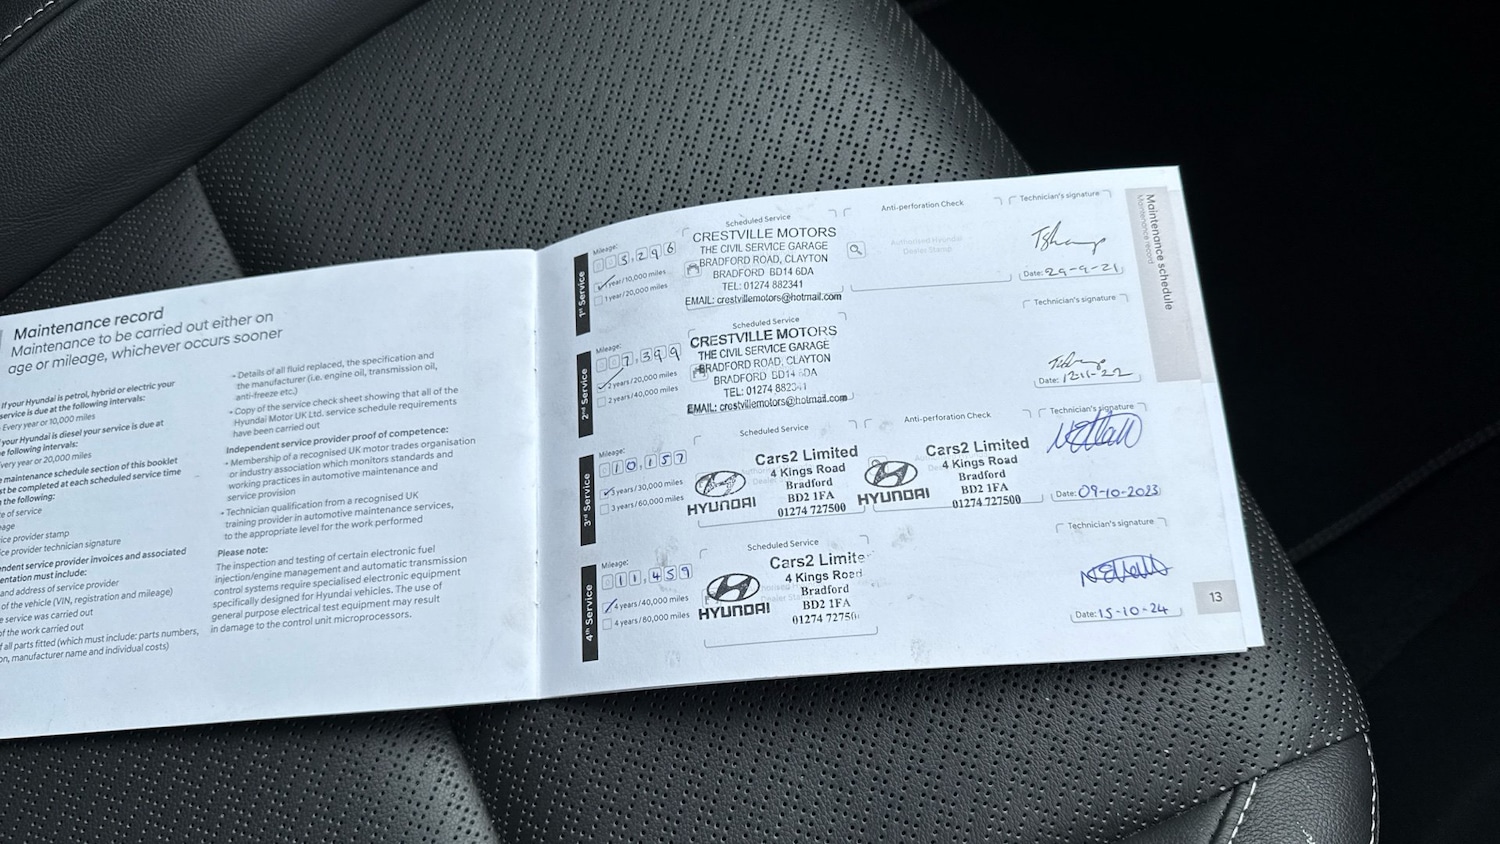 Maintenance record
Maintenance to be carried out either on
age or mileage, whichever occurs sooner
If your Hyundai is petrol, hybrid or electric your
service is due at the following intervals:
Every year or 10,000 miles
your Hyundai is diesel your service is due at
following intervals:
very year or 20,000 miles
maintenance schedule section of this booklet
be completed at each scheduled service time
the following:
of service
provider stamp
provider technician signature
service provider invoices and associated
must include:
and address of service provider
of the vehicle (VIN, registration and mileage)
service was carried out
of the work carried out
all parts fitted (which must include: parts numbers,
manufacturer name and individual costs)
- Details of all fluid replaced, the specification and
the manufacturer (i.e. engine oil, transmission oil,
anti-freeze etc.)
- Copy of the service check sheet showing that all of the
Hyundai Motor UK Ltd. service schedule requirements
have been carried out
Independent service provider proof of competence:
- Membership of a recognised UK motor trades organisation
or industry association which monitors standards and
working practices in automotive maintenance and
service provision
- Technician qualification from a recognised UK
training provider in automotive maintenance services,
to the appropriate level for the work performed
Please note:
The inspection and testing of certain electronic fuel
injection/engine management and automatic transmission
control systems require specialised electronic equipment
specifically designed for Hyundai vehicles. The use of
general purpose electrical test equipment may result
in damage to the control unit microprocessors.
Maintenance schedule
Maintenance record
1st Service
Mileage:
005,296
1 year/10,000 miles
1 year/20,000 miles
Scheduled Service
CRESTVILLE MOTORS
THE CIVIL SERVICE GARAGE
BRADFORD ROAD, CLAYTON
BRADFORD BD14 6DA
TEL: 01274 882341
EMAIL: crestvillemotors@hotmail.com
Anti-perforation Check
Authorised Hyundai
Dealer Stamp
Technician's signature
Date: 29-9-21
2nd Service
Mileage:
007,399
2 years/20,000 miles
2 years/40,000 miles
Scheduled Service
CRESTVILLE MOTORS
THE CIVIL SERVICE GARAGE
BRADFORD ROAD, CLAYTON
BRADFORD BD14 6DA
TEL: 01274 882341
EMAIL: crestvillemotors@hotmail.com
Technician's signature
Date: 12-11-22
3rd Service
Mileage:
010,157
3 years/30,000 miles
3 years/60,000 miles
Scheduled Service
HYUNDAI
Cars2 Limited
4 Kings Road
Bradford
BD2 1FA
01274 727500
Anti-perforation Check
HYUNDAI
Cars2 Limited
4 Kings Road
Bradford
BD2 1FA
01274 727500
Technician's signature
Date: 09-10-2023
4th Service
Mileage:
011,459
4 years/40,000 miles
4 years/80,000 miles
Scheduled Service
HYUNDAI
Cars2 Limite
4 Kings Road
Bradford
BD2 1FA
01274 72750
Technician's signature
Date: 15-10-24
13